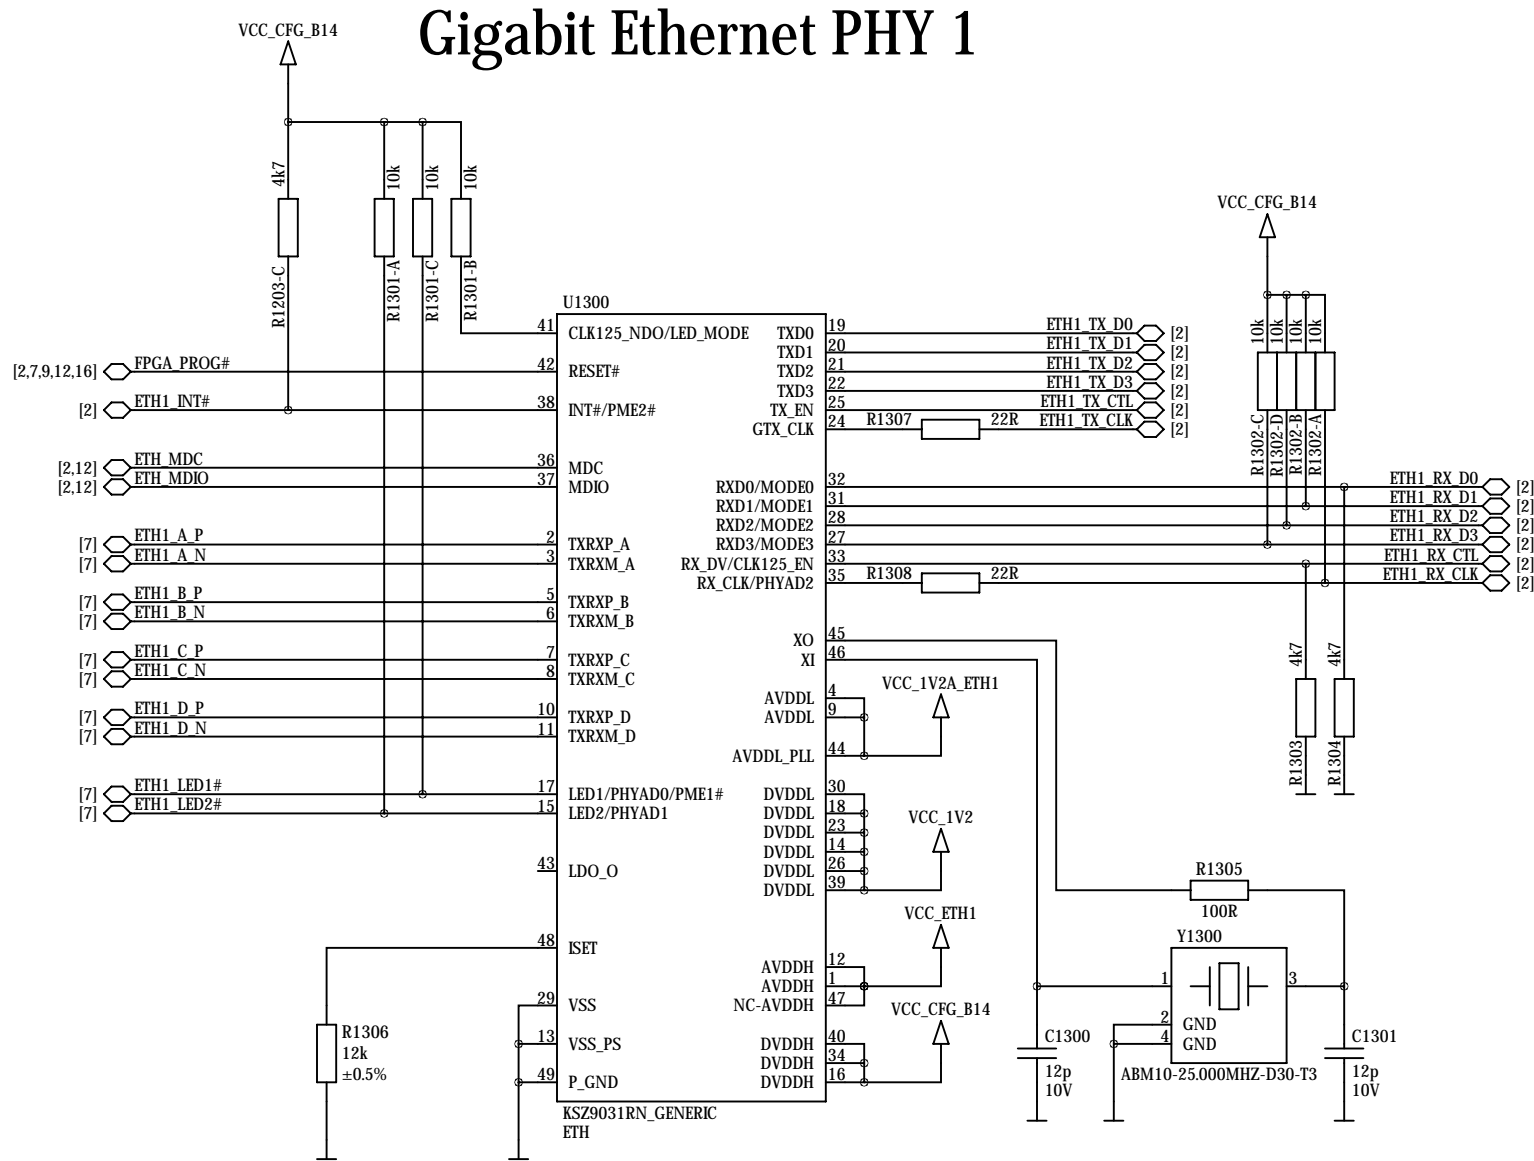 Gigabit Ethernet PHY 1
VCC_CFG_B14
4k7
10k
10k
10k
R1203-C
R1301-A
R1301-C
R1301-B
VCC_CFG_B14
10k
10k
10k
10k
R1302-C
R1302-D
R1302-B
R1302-A
U1300
41 CLK125_NDO/LED_MODE
[2,7,9,12,16] FPGA_PROG# 42 RESET#
[2] ETH1_INT# 38 INT#/PME2#
[2,12] ETH_MDC 36 MDC
[2,12] ETH_MDIO 37 MDIO
[7] ETH1_A_P 2 TXRXP_A
[7] ETH1_A_N 3 TXRXM_A
[7] ETH1_B_P 5 TXRXP_B
[7] ETH1_B_N 6 TXRXM_B
[7] ETH1_C_P 7 TXRXP_C
[7] ETH1_C_N 8 TXRXM_C
[7] ETH1_D_P 10 TXRXP_D
[7] ETH1_D_N 11 TXRXM_D
[7] ETH1_LED1# 17 LED1/PHYAD0/PME1#
[7] ETH1_LED2# 15 LED2/PHYAD1
43 LDO_O
48 ISET
29 VSS
13 VSS_PS
49 P_GND
R1306
12k
±0.5%
KSZ9031RN_GENERIC
ETH
TXD0 19 ETH1_TX_D0 [2]
TXD1 20 ETH1_TX_D1 [2]
TXD2 21 ETH1_TX_D2 [2]
TXD3 22 ETH1_TX_D3 [2]
TX_EN 25 ETH1_TX_CTL [2]
GTX_CLK 24 R1307 22R ETH1_TX_CLK [2]
RXD0/MODE0 32 ETH1_RX_D0 [2]
RXD1/MODE1 31 ETH1_RX_D1 [2]
RXD2/MODE2 28 ETH1_RX_D2 [2]
RXD3/MODE3 27 ETH1_RX_D3 [2]
RX_DV/CLK125_EN 33 ETH1_RX_CTL [2]
RX_CLK/PHYAD2 35 R1308 22R ETH1_RX_CLK [2]
XO 45
XI 46
4k7
4k7
R1303
R1304
VCC_1V2A_ETH1
AVDDL 4
AVDDL 9
AVDDL_PLL 44
DVDDL 30
DVDDL 18
DVDDL 23
DVDDL 14
DVDDL 26
DVDDL 39
VCC_1V2
VCC_ETH1
AVDDH 12
AVDDH 1
NC-AVDDH 47
VCC_CFG_B14
DVDDH 40
DVDDH 34
DVDDH 16
R1305
100R
Y1300
1
3
2 GND
4 GND
ABM10-25.000MHZ-D30-T3
C1300
12p
10V
C1301
12p
10V